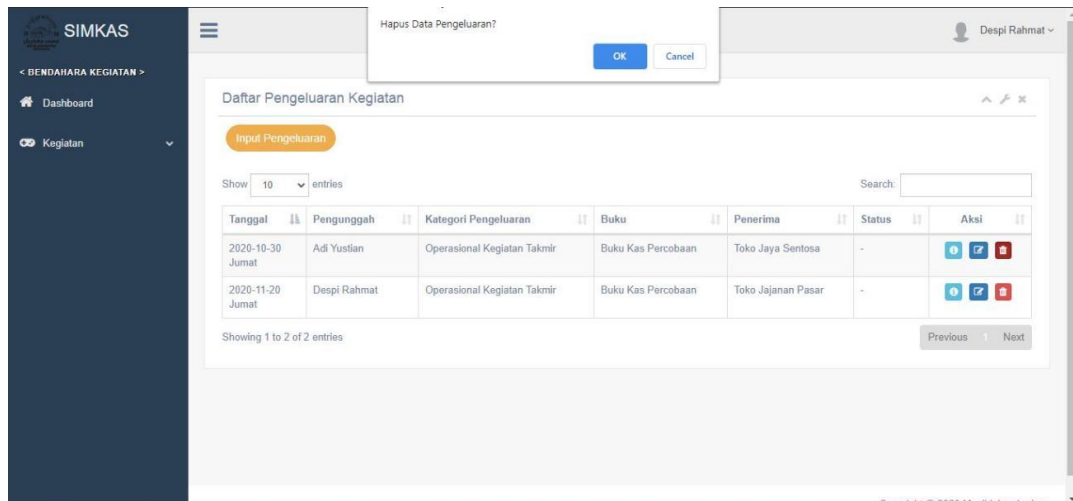 SIMKAS
Hapus Data Pengeluaran?
OK
Cancel
Despi Rahmat
< BENDAHARA KEGIATAN >
Dashboard
Kegiatan
Daftar Pengeluaran Kegiatan
Input Pengeluaran
Show 10 entries
Search:
Tanggal Pengunggah Kategori Pengeluaran Buku Penerima Status Aksi
2020-10-30 Adi Yustian Operasional Kegiatan Takmir Buku Kas Percobaan Toko Jaya Sentosa -
Jumat
2020-11-20 Despi Rahmat Operasional Kegiatan Takmir Buku Kas Percobaan Toko Jajanan Pasar -
Jumat
Showing 1 to 2 of 2 entries
Previous 1 Next